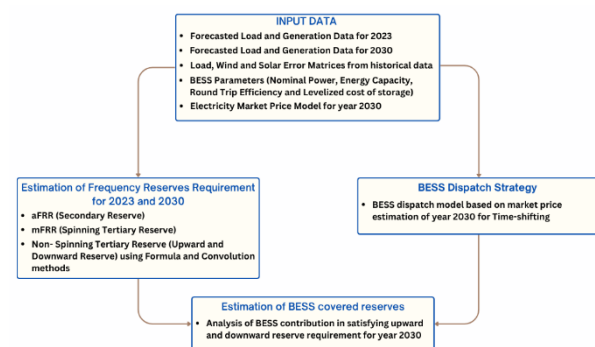 INPUT DATA
Forecasted Load and Generation Data for 2023
Forecasted Load and Generation Data for 2030
Load, Wind and Solar Error Matrices from historical data
BESS Parameters (Nominal Power, Energy Capacity,
Round Trip Efficiency and Levelized cost of storage)
Electricity Market Price Model for year 2030
Estimation of Frequency Reserves Requirement
for 2023 and 2030
aFRR (Secondary Reserve)
mFRR (Spinning Tertiary Reserve)
Non- Spinning Tertiary Reserve (Upward and
Downward Reserve) using Formula and Convolution
methods
BESS Dispatch Strategy
BESS dispatch model based on market price
estimation of year 2030 for Time-shifting
Estimation of BESS covered reserves
Analysis of BESS contribution in satisfying upward
and downward reserve requirement for year 2030